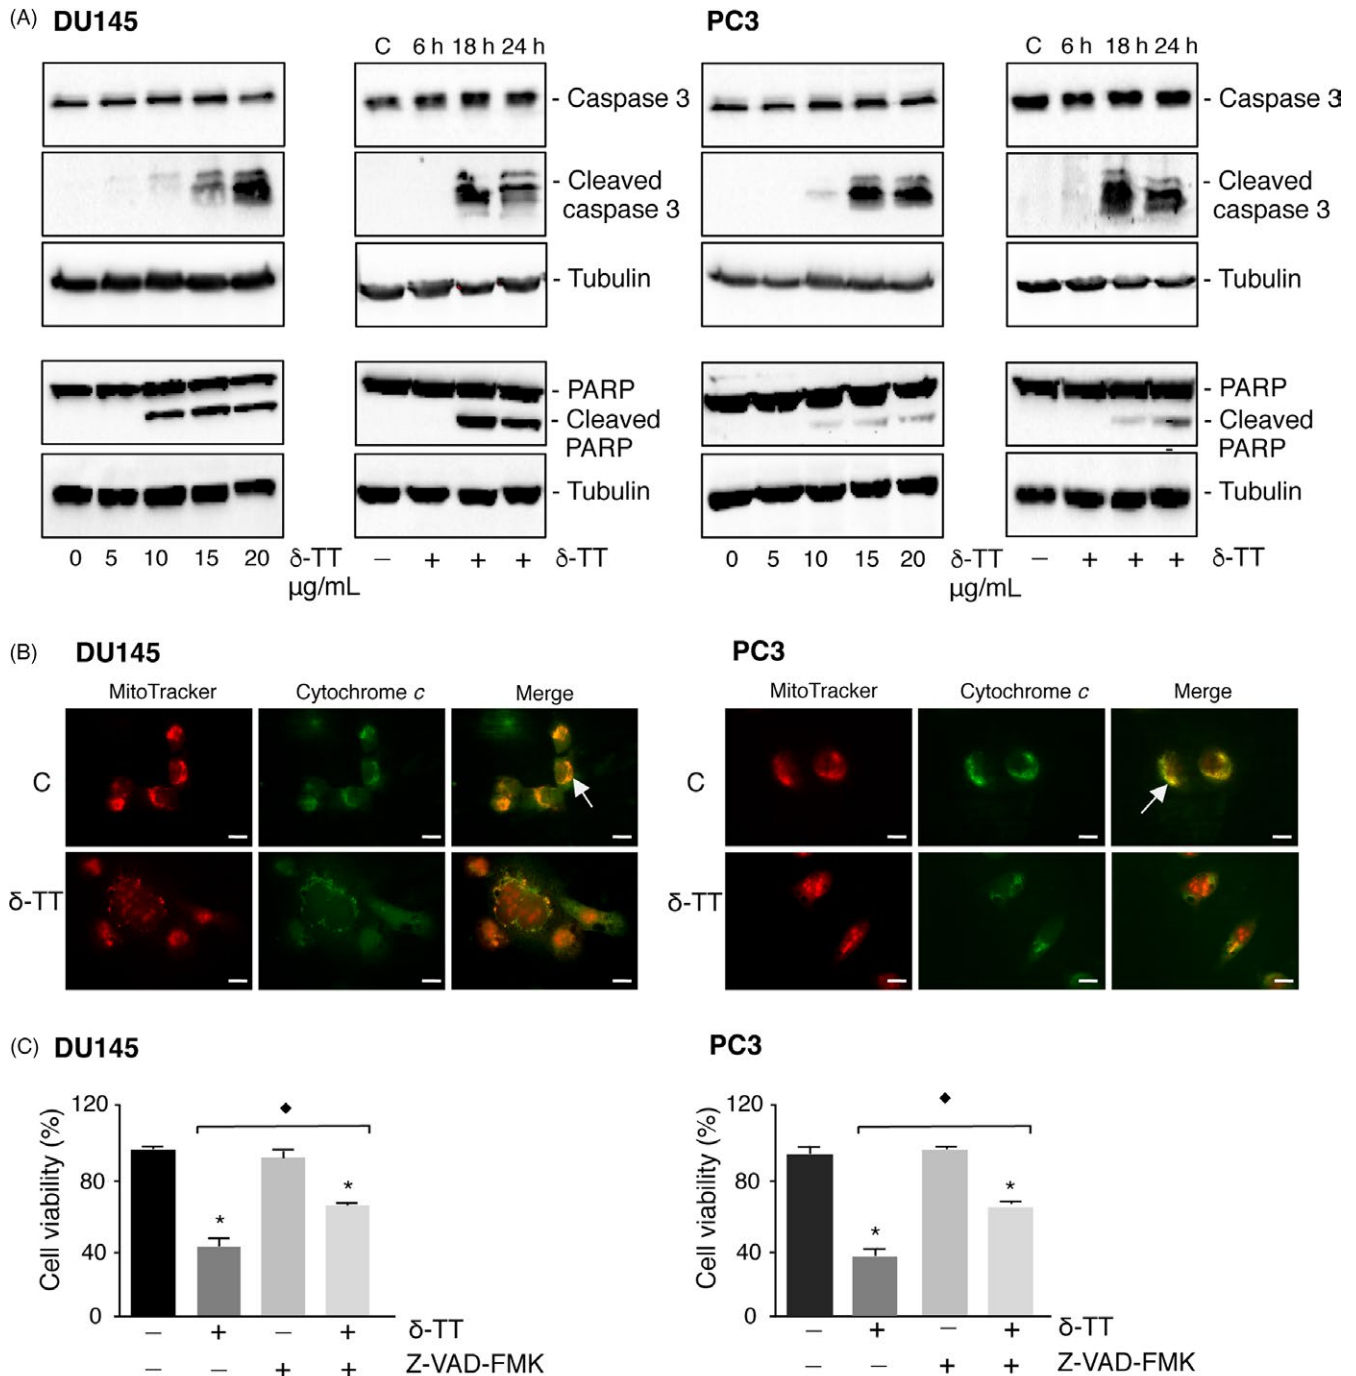 (A) DU145 PC3
C 6 h 18 h 24 h C 6 h 18 h 24 h
- Caspase 3 - Caspase 3
- Cleaved caspase 3 - Cleaved caspase 3
- Tubulin - Tubulin
- PARP - PARP
- Cleaved PARP - Cleaved PARP
- Tubulin - Tubulin
0 5 10 15 20 δ-TT − + + + δ-TT 0 5 10 15 20 δ-TT − + + + δ-TT
µg/mL µg/mL
(B) DU145 PC3
MitoTracker Cytochrome c Merge MitoTracker Cytochrome c Merge
C C
δ-TT δ-TT
(C) DU145 PC3
Cell viability (%) Cell viability (%)
120 ◆ 120 ◆
80 * 80 *
* *
40 40
0 0
− + − + δ-TT − + − + δ-TT
− − + + Z-VAD-FMK − − + + Z-VAD-FMK